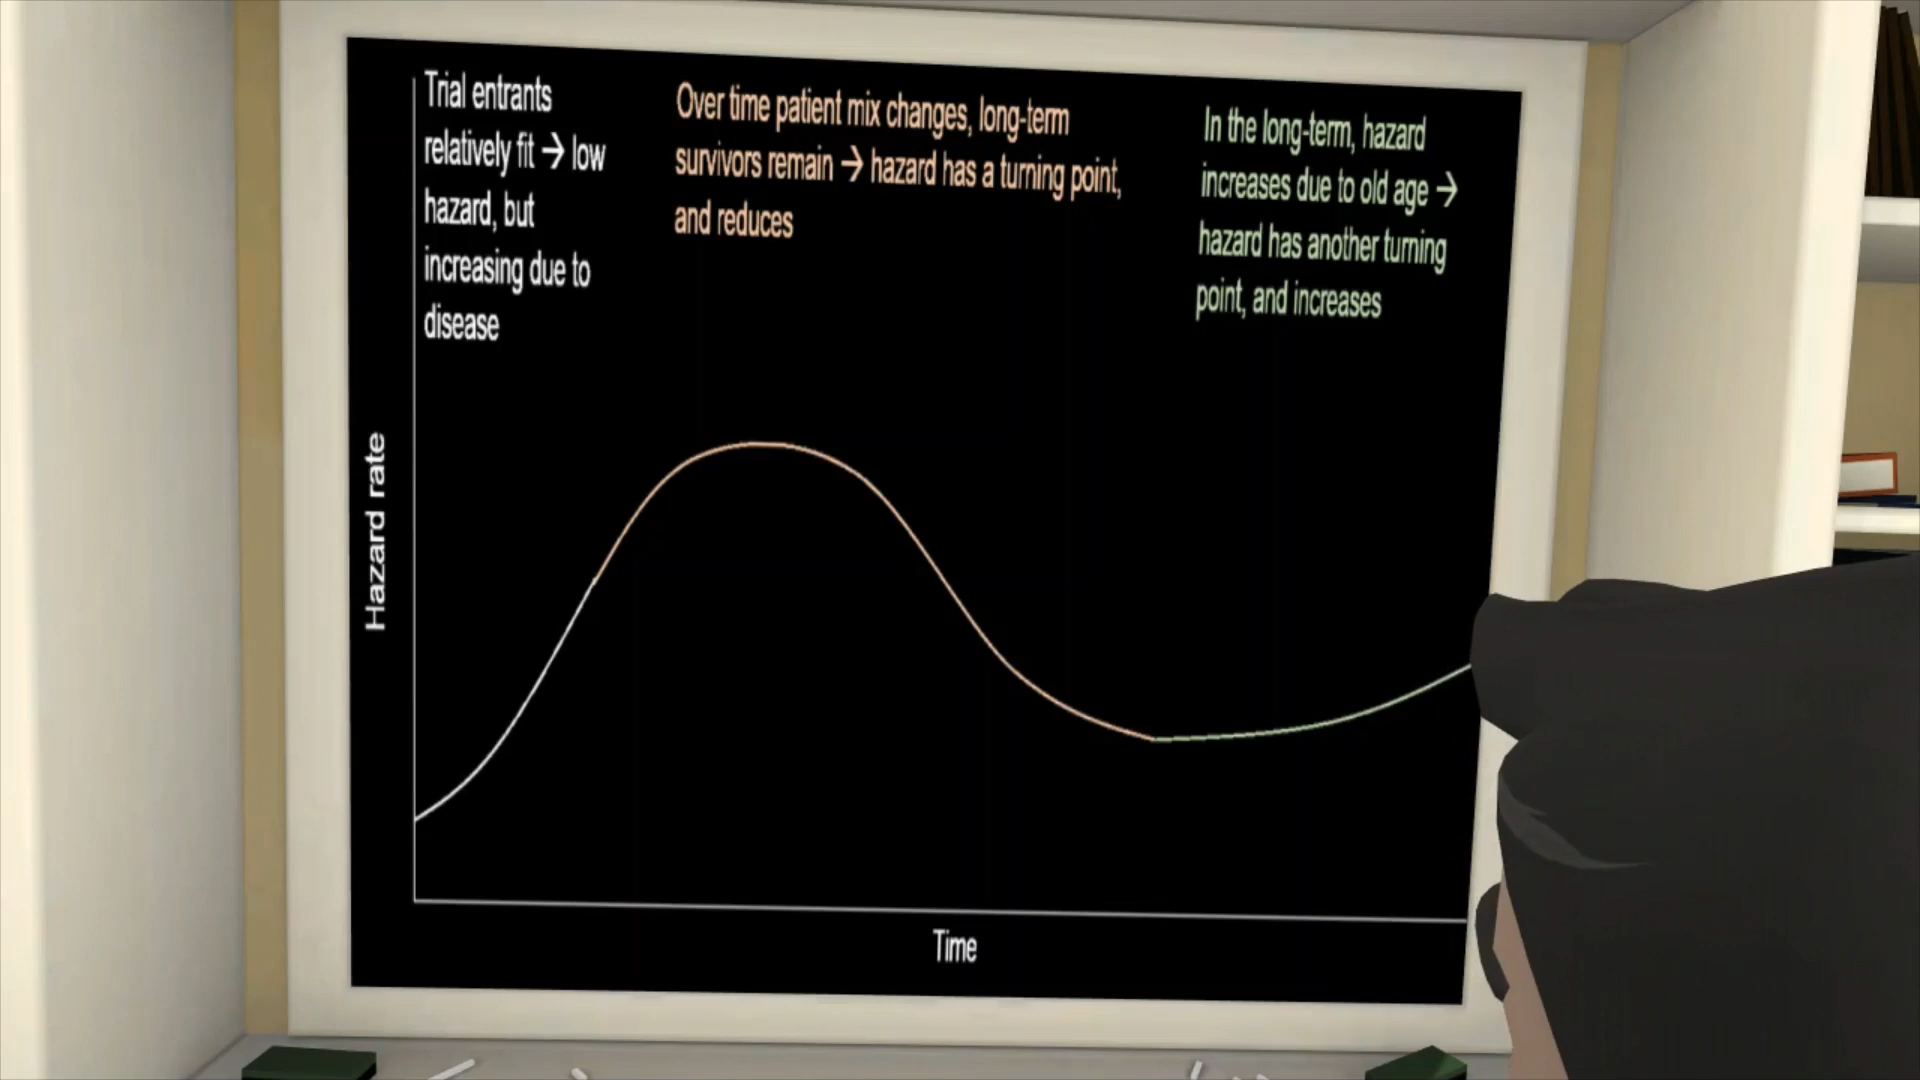 Trial entrants
relatively fit → low
hazard, but
increasing due to
disease
Over time patient mix changes, long-term
survivors remain → hazard has a turning point,
and reduces
In the long-term, hazard
increases due to old age →
hazard has another turning
point, and increases
Hazard rate
Time